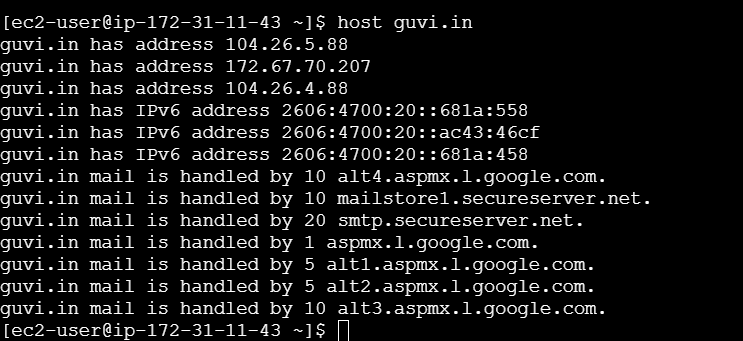 [ec2-user@ip-172-31-11-43 ~]$ host guvi.in
guvi.in has address 104.26.5.88
guvi.in has address 172.67.70.207
guvi.in has address 104.26.4.88
guvi.in has IPv6 address 2606:4700:20::681a:558
guvi.in has IPv6 address 2606:4700:20::ac43:46cf
guvi.in has IPv6 address 2606:4700:20::681a:458
guvi.in mail is handled by 10 alt4.aspmx.l.google.com.
guvi.in mail is handled by 10 mailstore1.secureserver.net.
guvi.in mail is handled by 20 smtp.secureserver.net.
guvi.in mail is handled by 1 aspmx.l.google.com.
guvi.in mail is handled by 5 alt1.aspmx.l.google.com.
guvi.in mail is handled by 5 alt2.aspmx.l.google.com.
guvi.in mail is handled by 10 alt3.aspmx.l.google.com.
[ec2-user@ip-172-31-11-43 ~]$